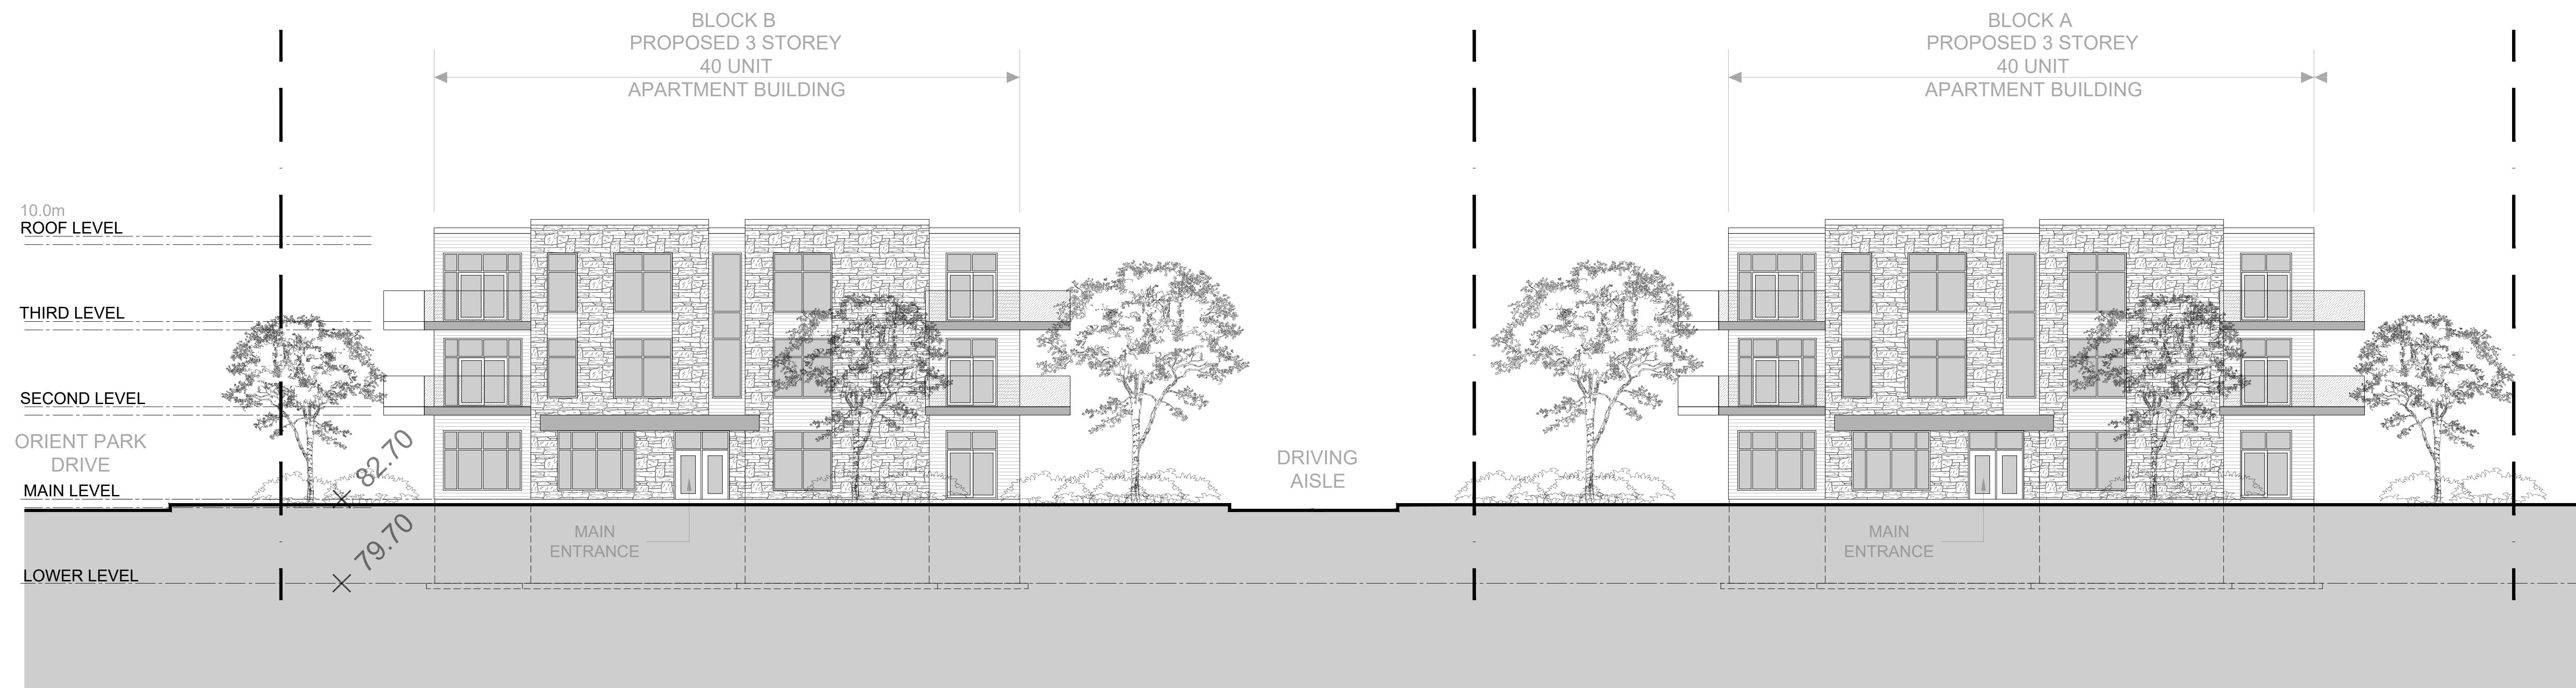 BLOCK B
PROPOSED 3 STOREY
40 UNIT
APARTMENT BUILDING
BLOCK A
PROPOSED 3 STOREY
40 UNIT
APARTMENT BUILDING
10.0m
ROOF LEVEL
THIRD LEVEL
SECOND LEVEL
ORIENT PARK
DRIVE
MAIN LEVEL
82.70
79.70
LOWER LEVEL
MAIN
ENTRANCE
DRIVING
AISLE
MAIN
ENTRANCE